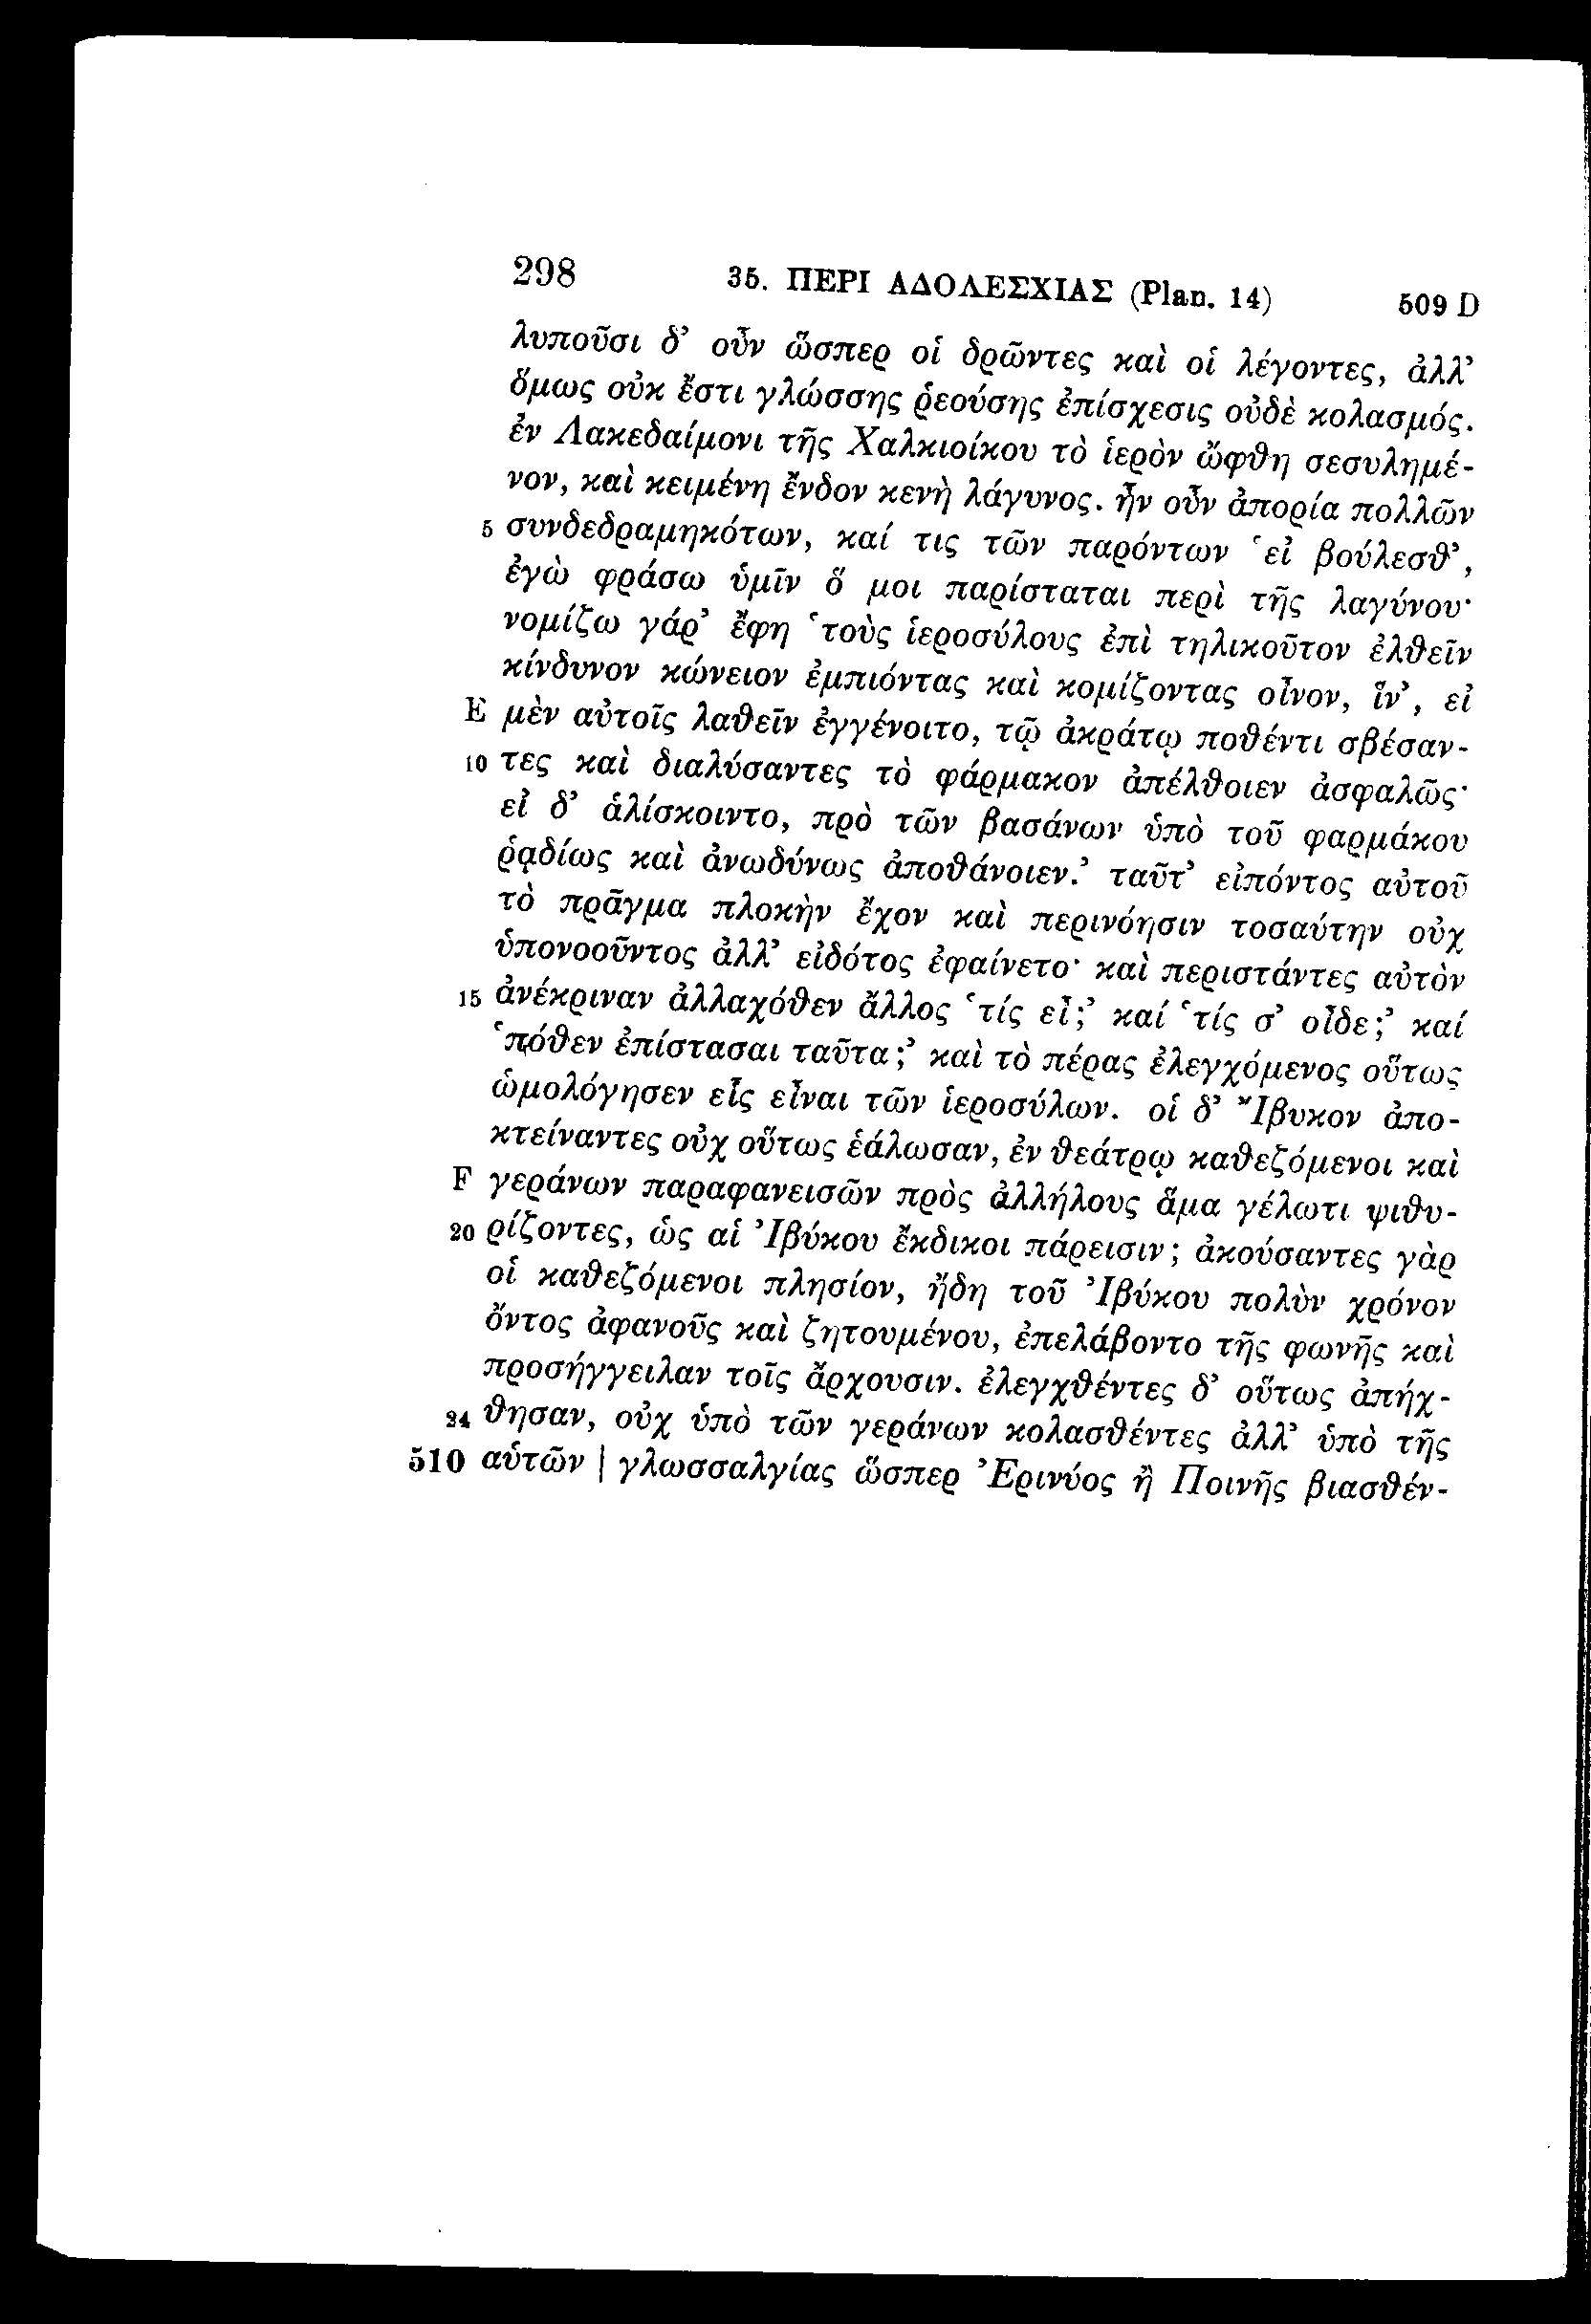 298 35. ΠΕΡΙ ΑΔΟΛΕΣΧΙΑΣ (Plan. 14) 509 D
λυποῦσι δ’ οὖν ὥσπερ οἱ δρῶντες καὶ οἱ λέγοντες, ἀλλ’
ὅμως οὐκ ἔστι γλώσσης ῥεούσης ἐπίσχεσις οὐδὲ κολασμός.
ἐν Λακεδαίμονι τῆς Χαλκιοίκου τὸ ἱερὸν ὤφθη σεσυλημέ-
νον, καὶ κειμένη ἔνδον κενὴ λάγυνος. ἦν οὖν ἀπορία πολλῶν
5 συνδεδραμηκότων, καί τις τῶν παρόντων ‘εἰ βούλεσθ’,
ἐγὼ φράσω ὑμῖν ὅ μοι παρίσταται περὶ τῆς λαγύνου·
νομίζω γάρ’ ἔφη ‘τοὺς ἱεροσύλους ἐπὶ τηλικοῦτον ἐλθεῖν
κίνδυνον κώνειον ἐμπιόντας καὶ κομίζοντας οἶνον, ἵν’, εἰ
E μὲν αὐτοῖς λαθεῖν ἐγγένοιτο, τῷ ἀκράτῳ ποθέντι σβέσαν-
10 τες καὶ διαλύσαντες τὸ φάρμακον ἀπέλθοιεν ἀσφαλῶς·
εἰ δ’ ἁλίσκοιντο, πρὸ τῶν βασάνων ὑπὸ τοῦ φαρμάκου
ῥᾳδίως καὶ ἀνωδύνως ἀποθάνοιεν.’ ταῦτ’ εἰπόντος αὐτοῦ
τὸ πρᾶγμα πλοκὴν ἔχον καὶ περινόησιν τοσαύτην οὐχ
ὑπονοοῦντος ἀλλ’ εἰδότος ἐφαίνετο· καὶ περιστάντες αὐτὸν
15 ἀνέκριναν ἀλλαχόθεν ἄλλος ‘τίς εἶ;’ καί ‘τίς σ’ οἶδε;’ καί
‘πόθεν ἐπίστασαι ταῦτα;’ καὶ τὸ πέρας ἐλεγχόμενος οὕτως
ὡμολόγησεν εἷς εἶναι τῶν ἱεροσύλων. οἱ δ’ Ἴβυκον ἀπο-
κτείναντες οὐχ οὕτως ἑάλωσαν, ἐν θεάτρῳ καθεζόμενοι καὶ
F γεράνων παραφανεισῶν πρὸς ἀλλήλους ἅμα γέλωτι ψιθυ-
20 ρίζοντες, ὡς αἱ Ἰβύκου ἔκδικοι πάρεισιν; ἀκούσαντες γὰρ
οἱ καθεζόμενοι πλησίον, ἤδη τοῦ Ἰβύκου πολὺν χρόνον
ὄντος ἀφανοῦς καὶ ζητουμένου, ἐπελάβοντο τῆς φωνῆς καὶ
προσήγγειλαν τοῖς ἄρχουσιν. ἐλεγχθέντες δ’ οὕτως ἀπήχ-
24 θησαν, οὐχ ὑπὸ τῶν γεράνων κολασθέντες ἀλλ’ ὑπὸ τῆς
510 αὑτῶν | γλωσσαλγίας ὥσπερ Ἐρινύος ἢ Ποινῆς βιασθέν-